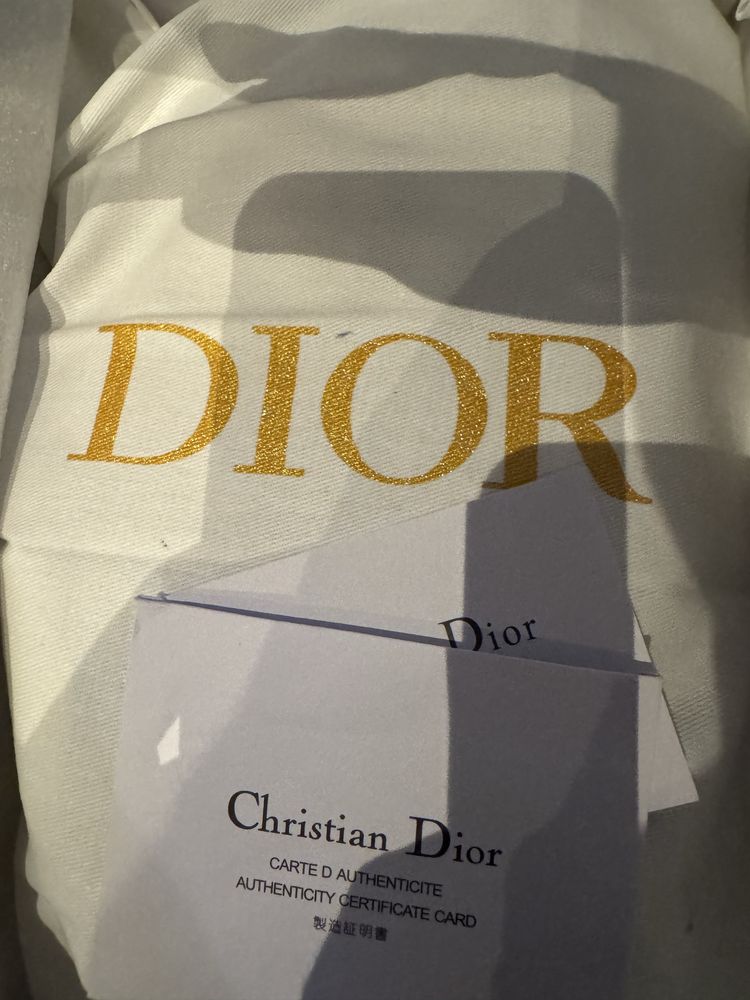 DIOR
Dior
Christian Dior
CARTE D AUTHENTICITE
AUTHENTICITY CERTIFICATE CARD
製造証明書